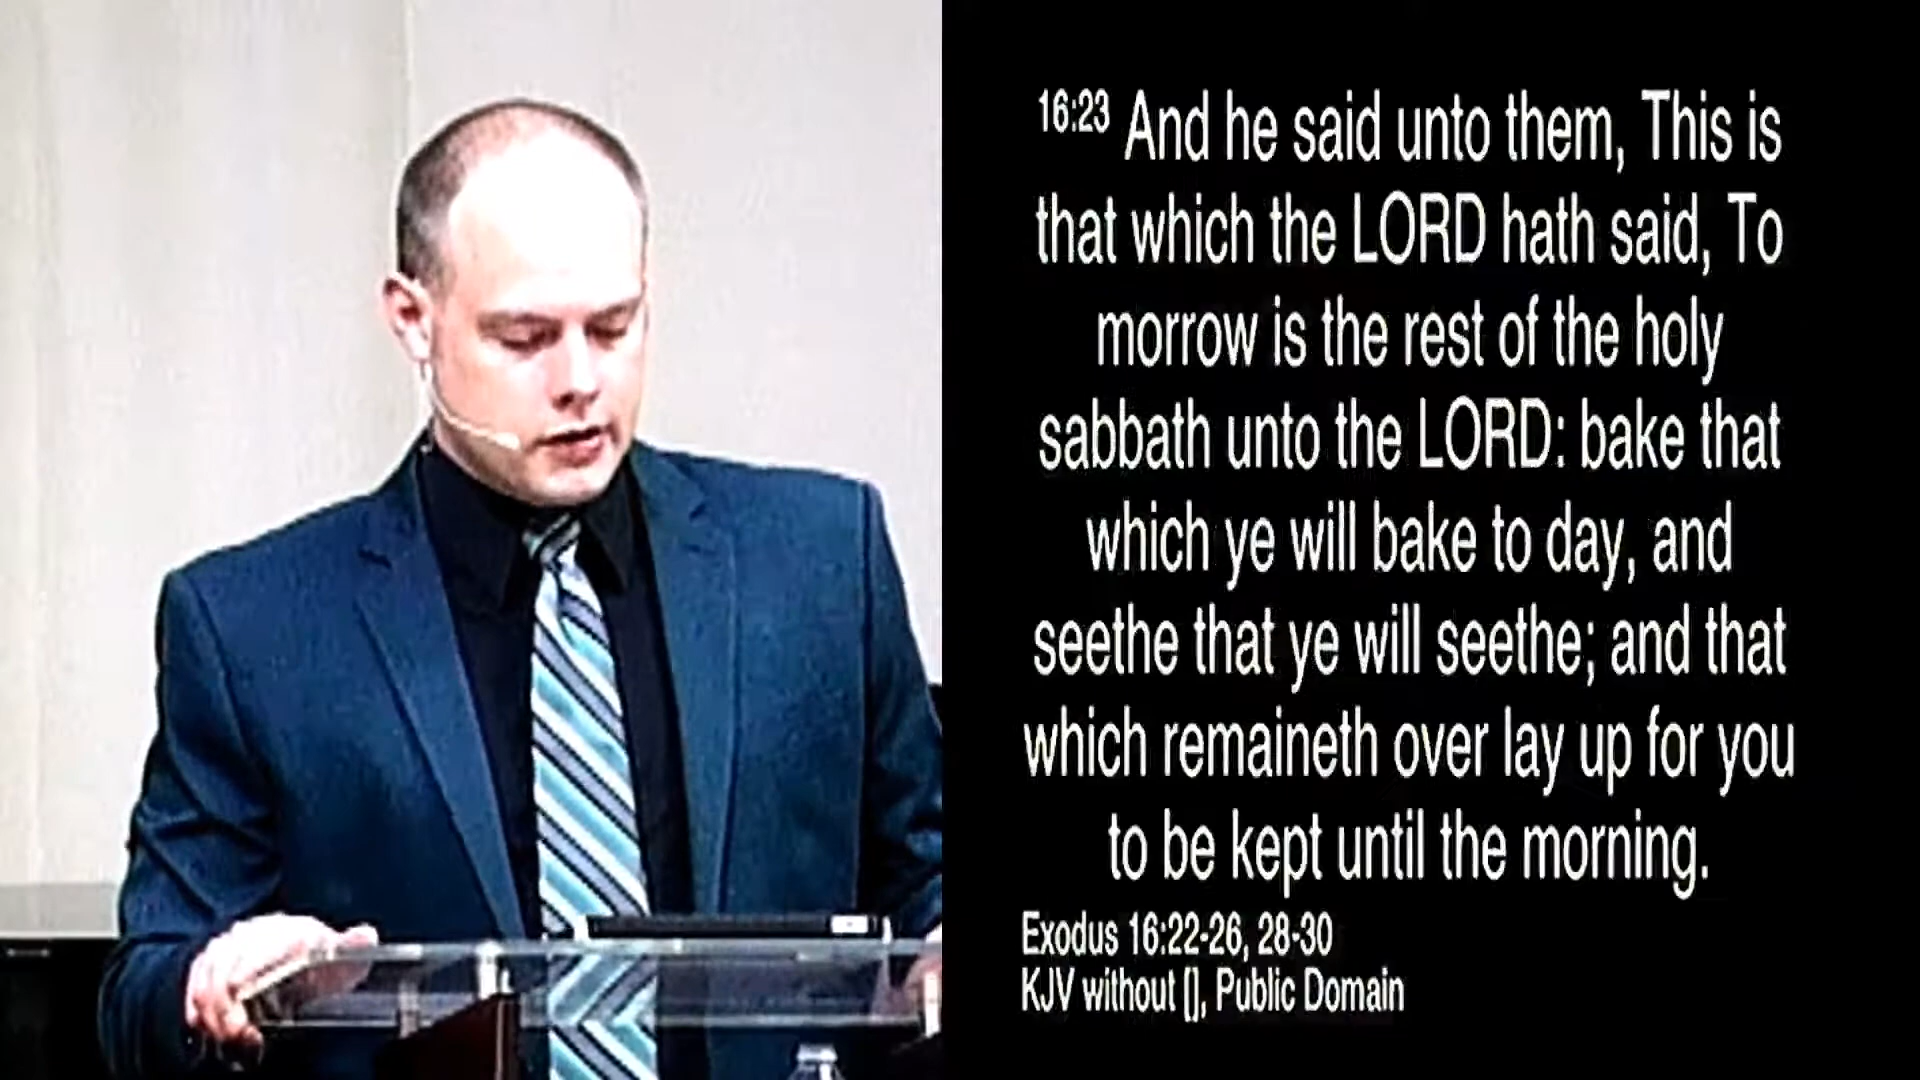 16:23 And he said unto them, This is
that which the LORD hath said, To
morrow is the rest of the holy
sabbath unto the LORD: bake that
which ye will bake to day, and
seethe that ye will seethe; and that
which remaineth over lay up for you
to be kept until the morning.
Exodus 16:22-26, 28-30
KJV without [], Public Domain